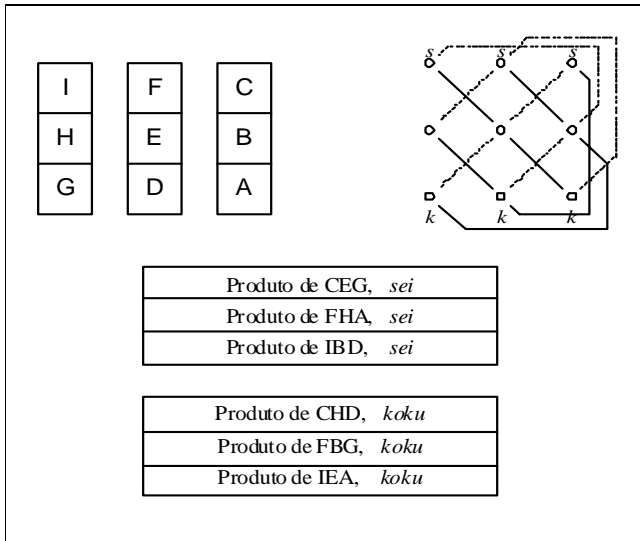 I F C
H E B
G D A
s s s
k k k
Produto de CEG, sei
Produto de FHA, sei
Produto de IBD, sei
Produto de CHD, koku
Produto de FBG, koku
Produto de IEA, koku